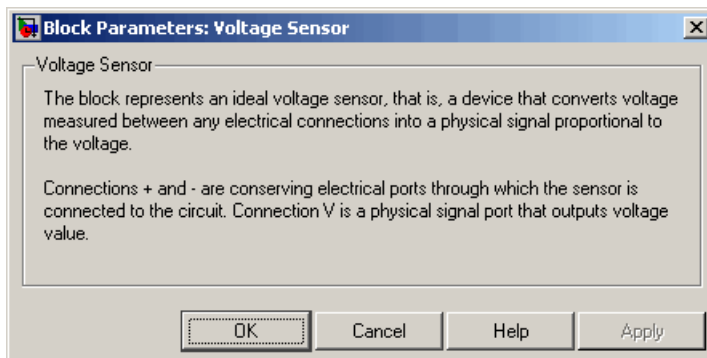 Block Parameters: Voltage Sensor
Voltage Sensor
The block represents an ideal voltage sensor, that is, a device that converts voltage
measured between any electrical connections into a physical signal proportional to
the voltage.
Connections + and - are conserving electrical ports through which the sensor is
connected to the circuit. Connection V is a physical signal port that outputs voltage
value.
OK
Cancel
Help
Apply